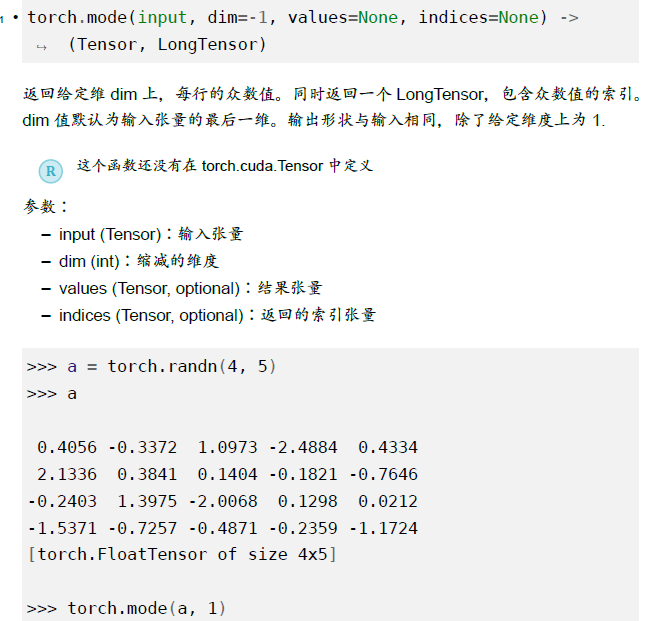 • torch.mode(input, dim=-1, values=None, indices=None) ->
↪ (Tensor, LongTensor)
返回给定维 dim 上，每行的众数值。同时返回一个 LongTensor，包含众数值的索引。
dim 值默认为输入张量的最后一维。输出形状与输入相同，除了给定维度上为 1.
R 这个函数还没有在 torch.cuda.Tensor 中定义
参数：
– input (Tensor)：输入张量
– dim (int)：缩减的维度
– values (Tensor, optional)：结果张量
– indices (Tensor, optional)：返回的索引张量
>>> a = torch.randn(4, 5)
>>> a
0.4056 -0.3372 1.0973 -2.4884 0.4334
2.1336 0.3841 0.1404 -0.1821 -0.7646
-0.2403 1.3975 -2.0068 0.1298 0.0212
-1.5371 -0.7257 -0.4871 -0.2359 -1.1724
[torch.FloatTensor of size 4x5]
>>> torch.mode(a, 1)